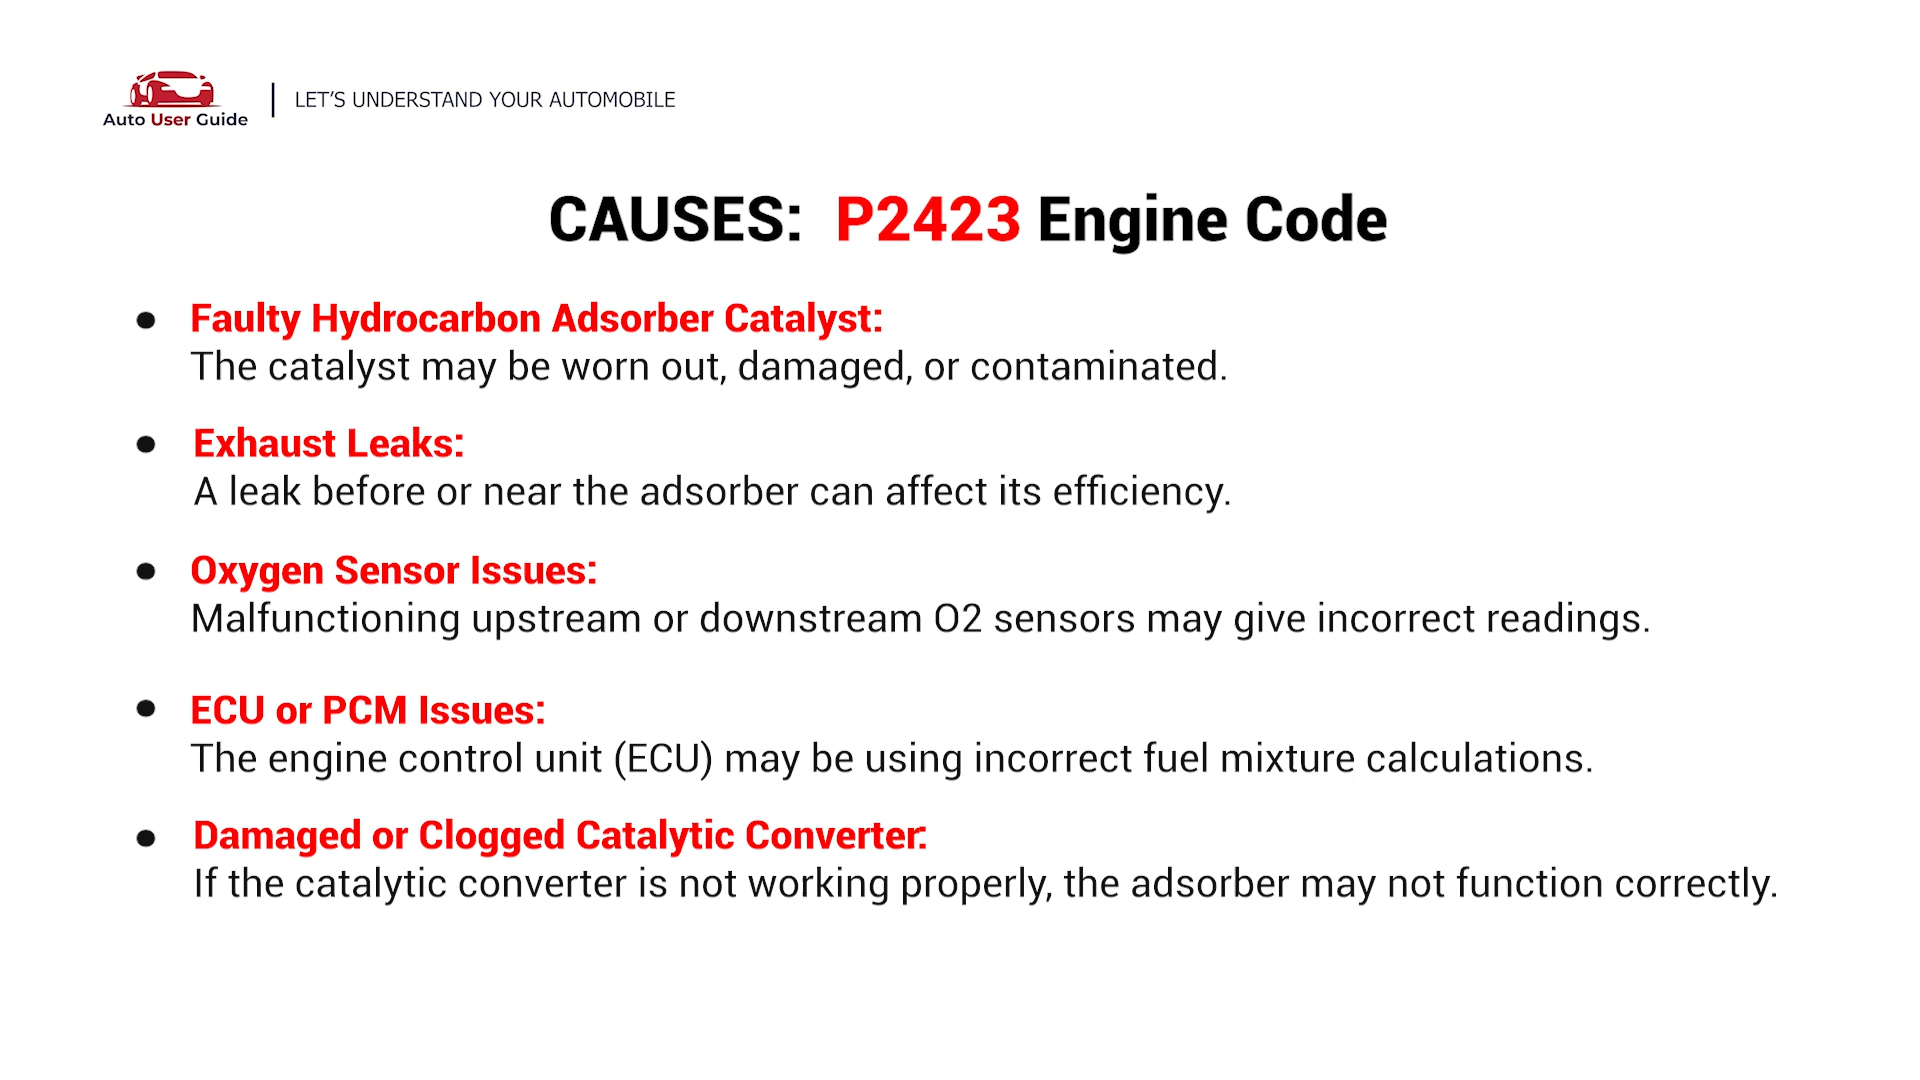 Auto User Guide
LET'S UNDERSTAND YOUR AUTOMOBILE
CAUSES: P2423 Engine Code
● Faulty Hydrocarbon Adsorber Catalyst:
The catalyst may be worn out, damaged, or contaminated.
● Exhaust Leaks:
A leak before or near the adsorber can affect its efficiency.
● Oxygen Sensor Issues:
Malfunctioning upstream or downstream O2 sensors may give incorrect readings.
● ECU or PCM Issues:
The engine control unit (ECU) may be using incorrect fuel mixture calculations.
● Damaged or Clogged Catalytic Converter:
If the catalytic converter is not working properly, the adsorber may not function correctly.